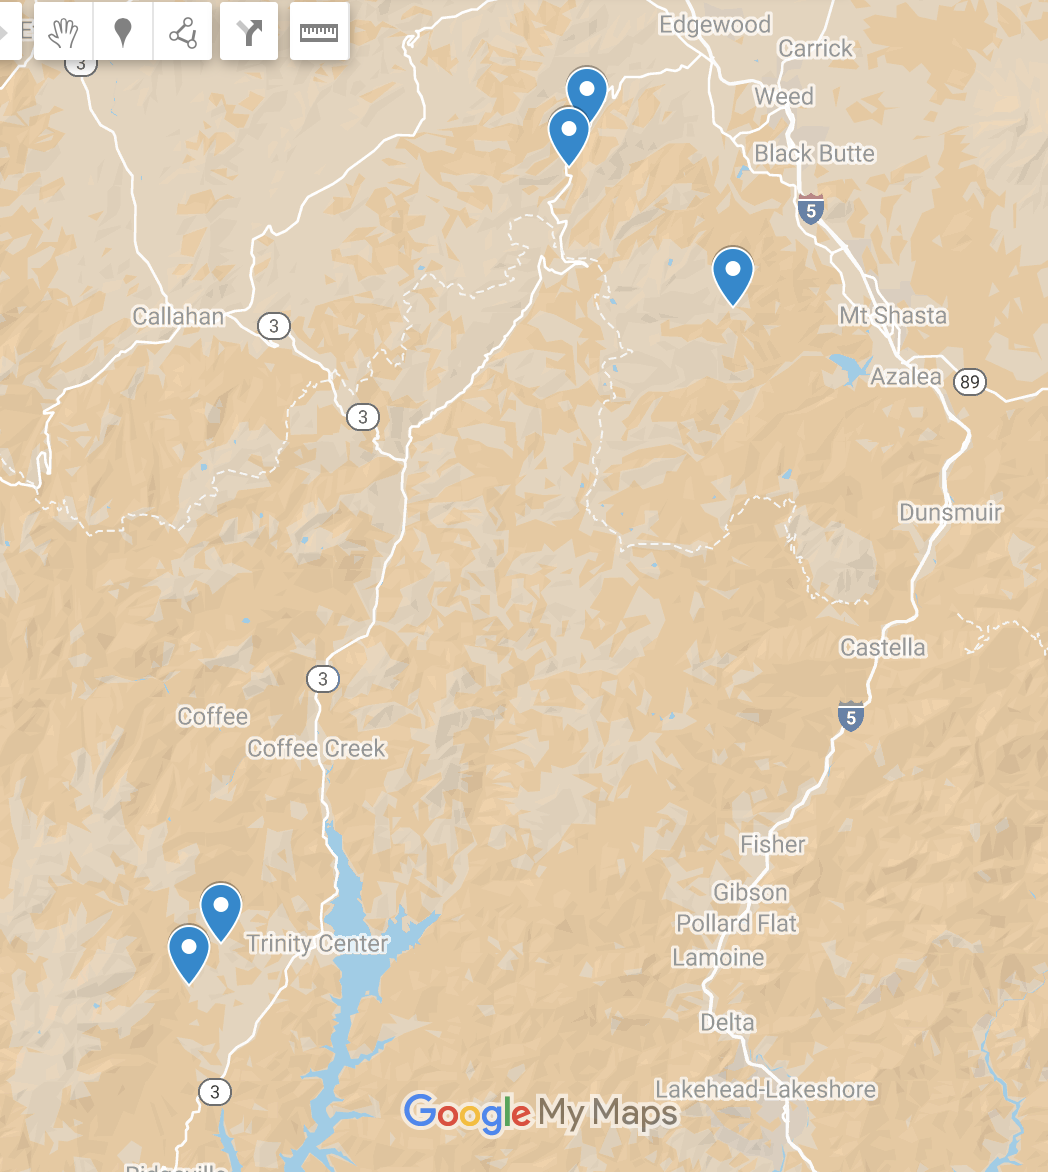 Edgewood
3
Carrick
Weed
Black Butte
5
Callahan
3
Mt Shasta
Azalea
89
3
Dunsmuir
Castella
3
Coffee
5
Coffee Creek
Fisher
Gibson
Pollard Flat
Trinity Center
Lamoine
Delta
3
Lakehead-Lakeshore
Google My Maps